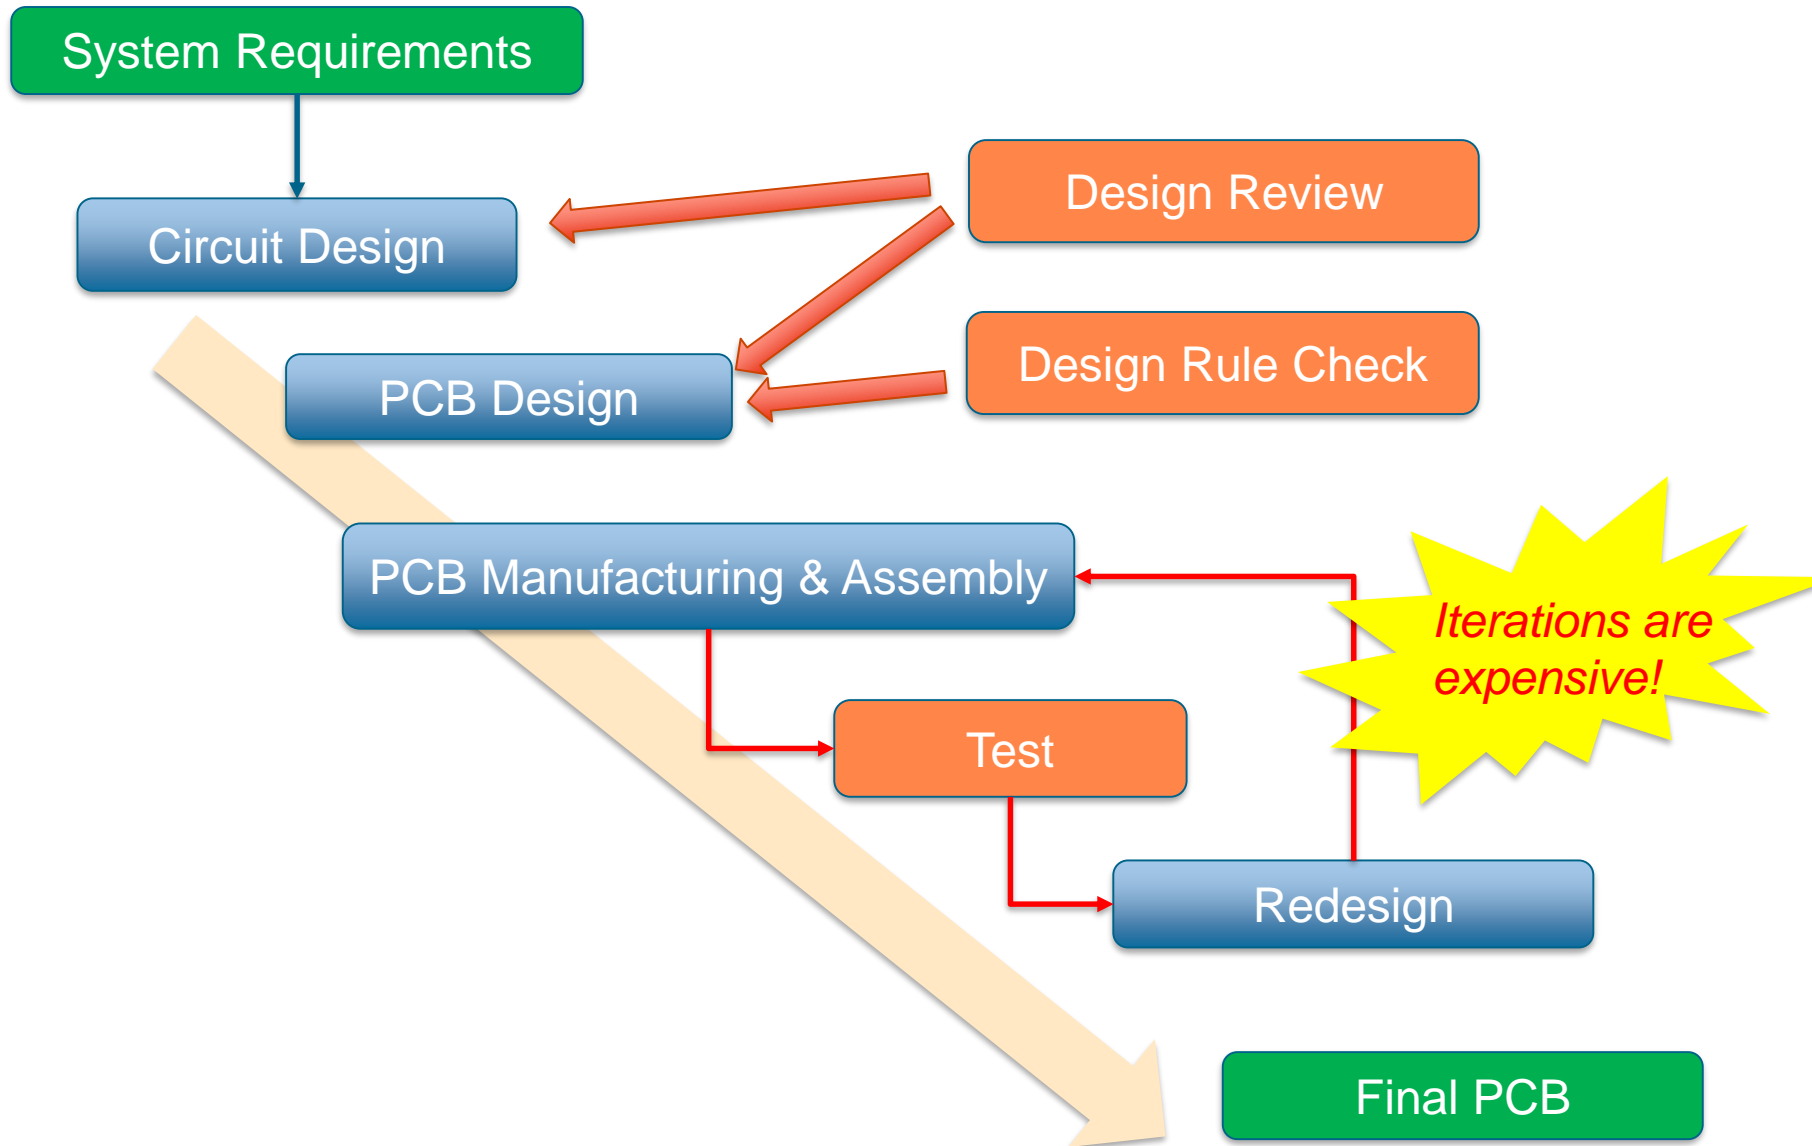 System Requirements
Design Review
Circuit Design
Design Rule Check
PCB Design
PCB Manufacturing & Assembly
Iterations are
expensive!
Test
Redesign
Final PCB